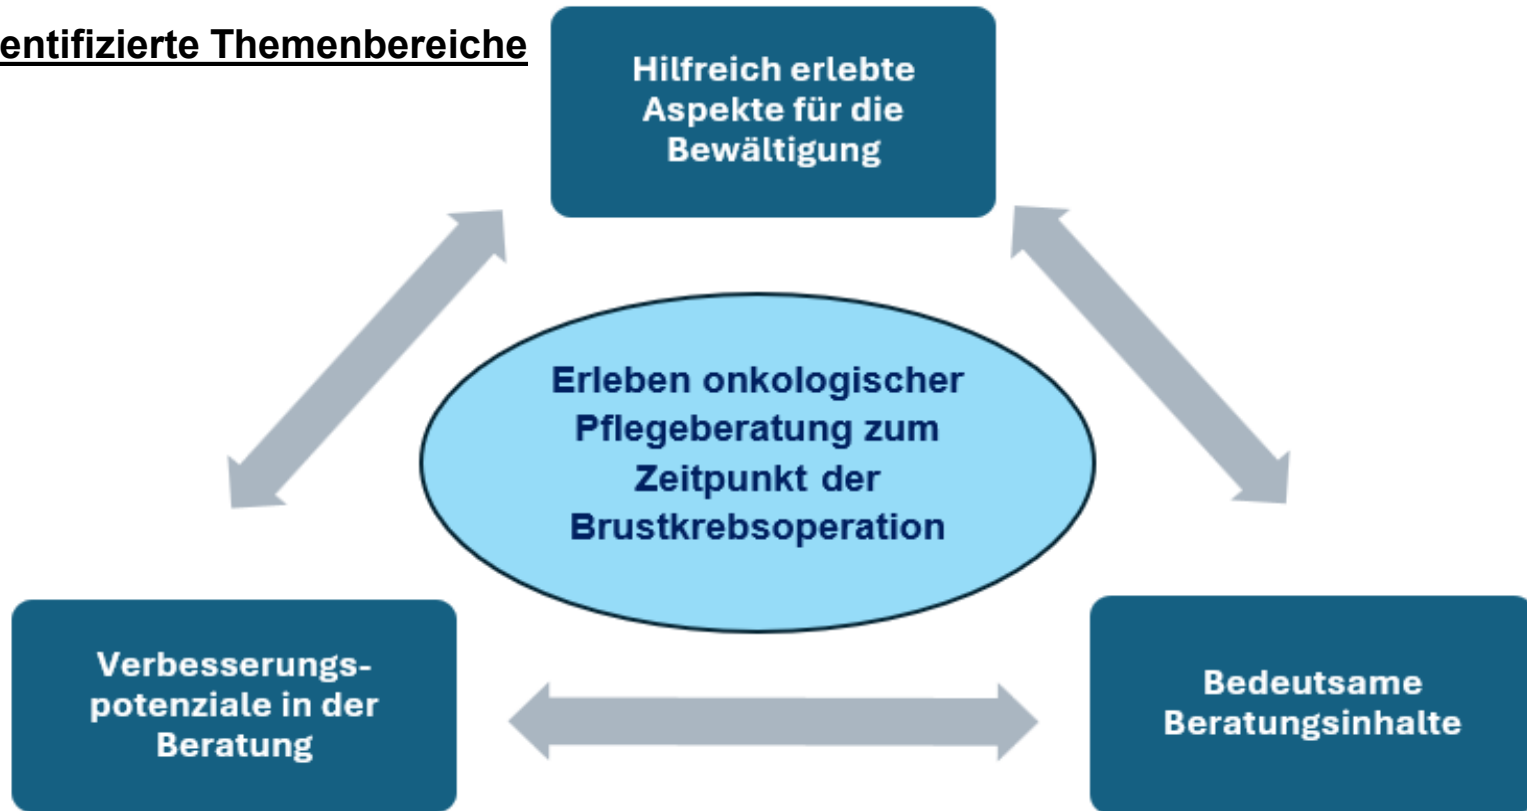 entifizierte Themenbereiche
Hilfreich erlebte
Aspekte für die
Bewältigung
Erleben onkologischer
Pflegeberatung zum
Zeitpunkt der
Brustkrebsoperation
Verbesserungs-
potenziale in der
Beratung
Bedeutsame
Beratungsinhalte